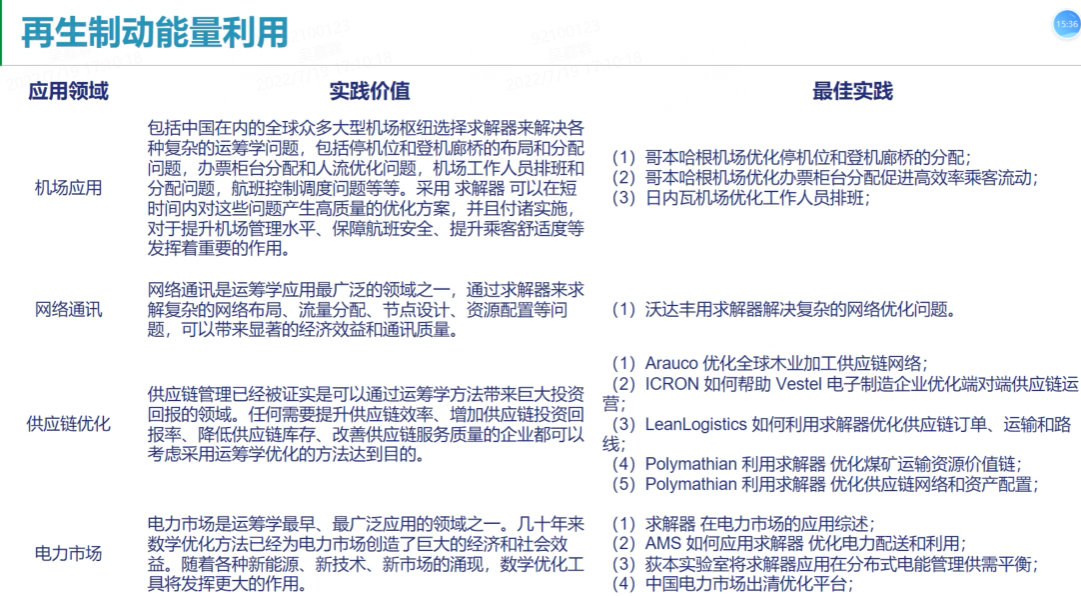 再生制动能量利用
15:36
应用领域
实践价值
最佳实践
机场应用
包括中国在内的全球众多大型机场枢纽选择求解器来解决各
种复杂的运筹学问题，包括停机位和登机廊桥的布局和分配
问题，办票柜台分配和人流优化问题，机场工作人员排班和
分配问题，航班控制调度问题等等。采用 求解器 可以在短
时间内对这些问题产生高质量的优化方案，并且付诸实施，
对于提升机场管理水平、保障航班安全、提升乘客舒适度等
发挥着重要的作用。
（1）哥本哈根机场优化停机位和登机廊桥的分配；
（2）哥本哈根机场优化办票柜台分配促进高效率乘客流动；
（3）日内瓦机场优化工作人员排班；
网络通讯
网络通讯是运筹学应用最广泛的领域之一，通过求解器来求
解复杂的网络布局、流量分配、节点设计、资源配置等问
题，可以带来显著的经济效益和通讯质量。
（1）沃达丰用求解器解决复杂的网络优化问题。
供应链优化
供应链管理已经被证实是可以通过运筹学方法带来巨大投资
回报的领域。任何需要提升供应链效率、增加供应链投资回
报率、降低供应链库存、改善供应链服务质量的企业都可以
考虑采用运筹学优化的方法达到目的。
（1）Arauco 优化全球木业加工供应链网络；
（2）ICRON 如何帮助 Vestel 电子制造企业优化端对端供应链运
营；
（3）LeanLogistics 如何利用求解器优化供应链订单、运输和路
线；
（4）Polymathian 利用求解器 优化煤矿运输资源价值链；
（5）Polymathian 利用求解器 优化供应链网络和资产配置；
电力市场
电力市场是运筹学最早、最广泛应用的领域之一。几十年来
数学优化方法已经为电力市场创造了巨大的经济和社会效
益。随着各种新能源、新技术、新市场的涌现，数学优化工
具将发挥更大的作用。
（1）求解器 在电力市场的应用综述；
（2）AMS 如何应用求解器 优化电力配送和利用；
（3）荻本实验室将求解器应用在分布式电能管理供需平衡；
（4）中国电力市场出清优化平台；